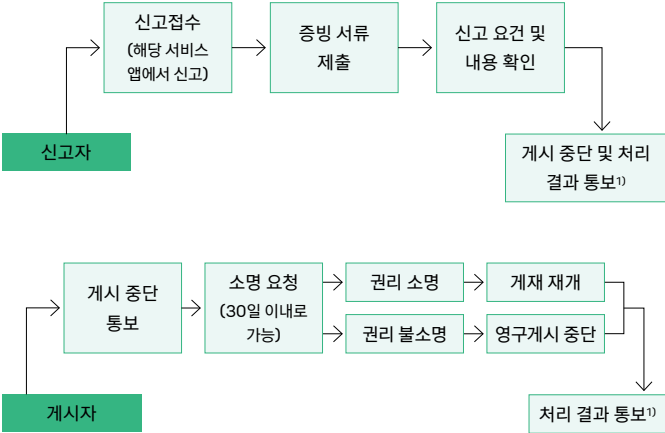 신고접수
(해당 서비스
앱에서 신고)
증빙 서류
제출
신고 요건 및
내용 확인
신고자
게시 중단 및 처리
결과 통보1)
게시 중단
통보
소명 요청
(30일 이내로
가능)
권리 소명
게재 재개
권리 불소명
영구게시 중단
게시자
처리 결과 통보1)